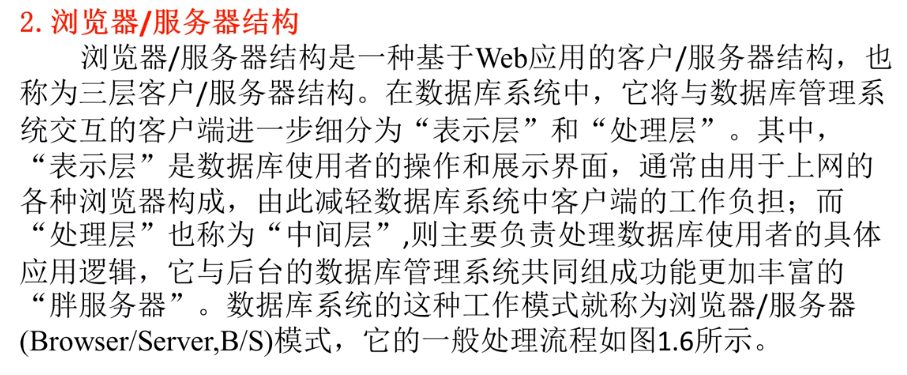 2. 浏览器/服务器结构
浏览器/服务器结构是一种基于Web应用的客户/服务器结构，也
称为三层客户/服务器结构。在数据库系统中，它将与数据库管理系
统交互的客户端进一步细分为“表示层”和“处理层”。其中，
“表示层”是数据库使用者的操作和展示界面，通常由用于上网的
各种浏览器构成，由此减轻数据库系统中客户端的工作负担；而
“处理层”也称为“中间层”,则主要负责处理数据库使用者的具体
应用逻辑，它与后台的数据库管理系统共同组成功能更加丰富的
“胖服务器”。数据库系统的这种工作模式就称为浏览器/服务器
(Browser/Server,B/S)模式，它的一般处理流程如图1.6所示。